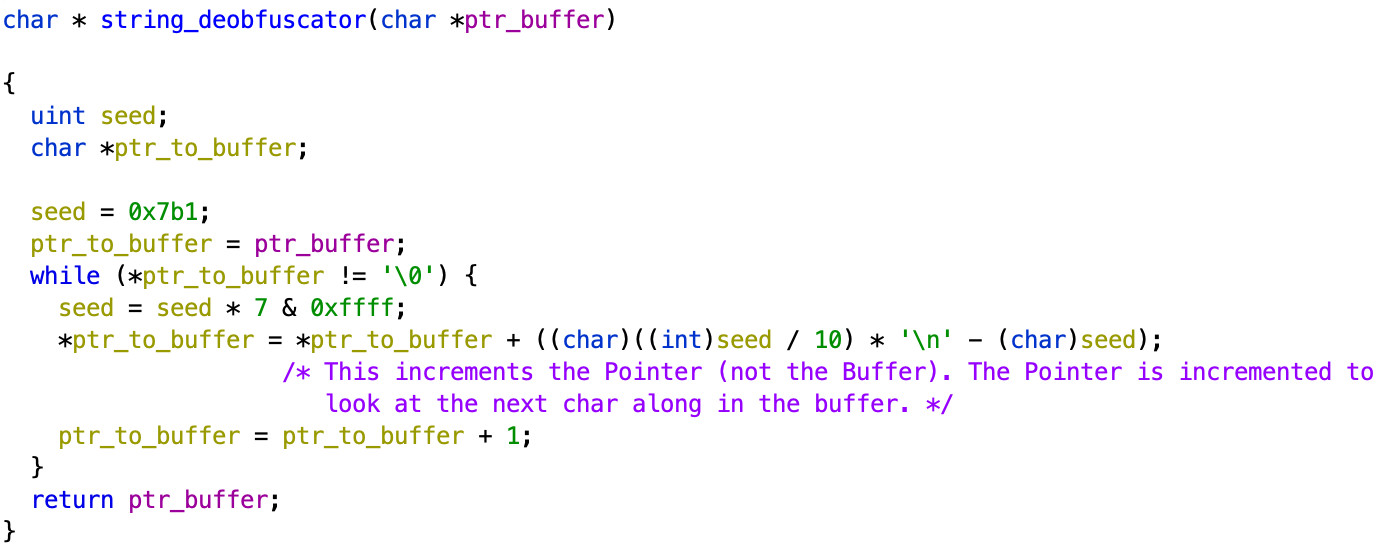 char * string_deobfuscator(char *ptr_buffer)
{
uint seed;
char *ptr_to_buffer;
seed = 0x7b1;
ptr_to_buffer = ptr_buffer;
while (*ptr_to_buffer != '\0') {
seed = seed * 7 & 0xffff;
*ptr_to_buffer = *ptr_to_buffer + ((char)((int)seed / 10) * '\n' - (char)seed);
/* This increments the Pointer (not the Buffer). The Pointer is incremented to
look at the next char along in the buffer. */
ptr_to_buffer = ptr_to_buffer + 1;
}
return ptr_buffer;
}